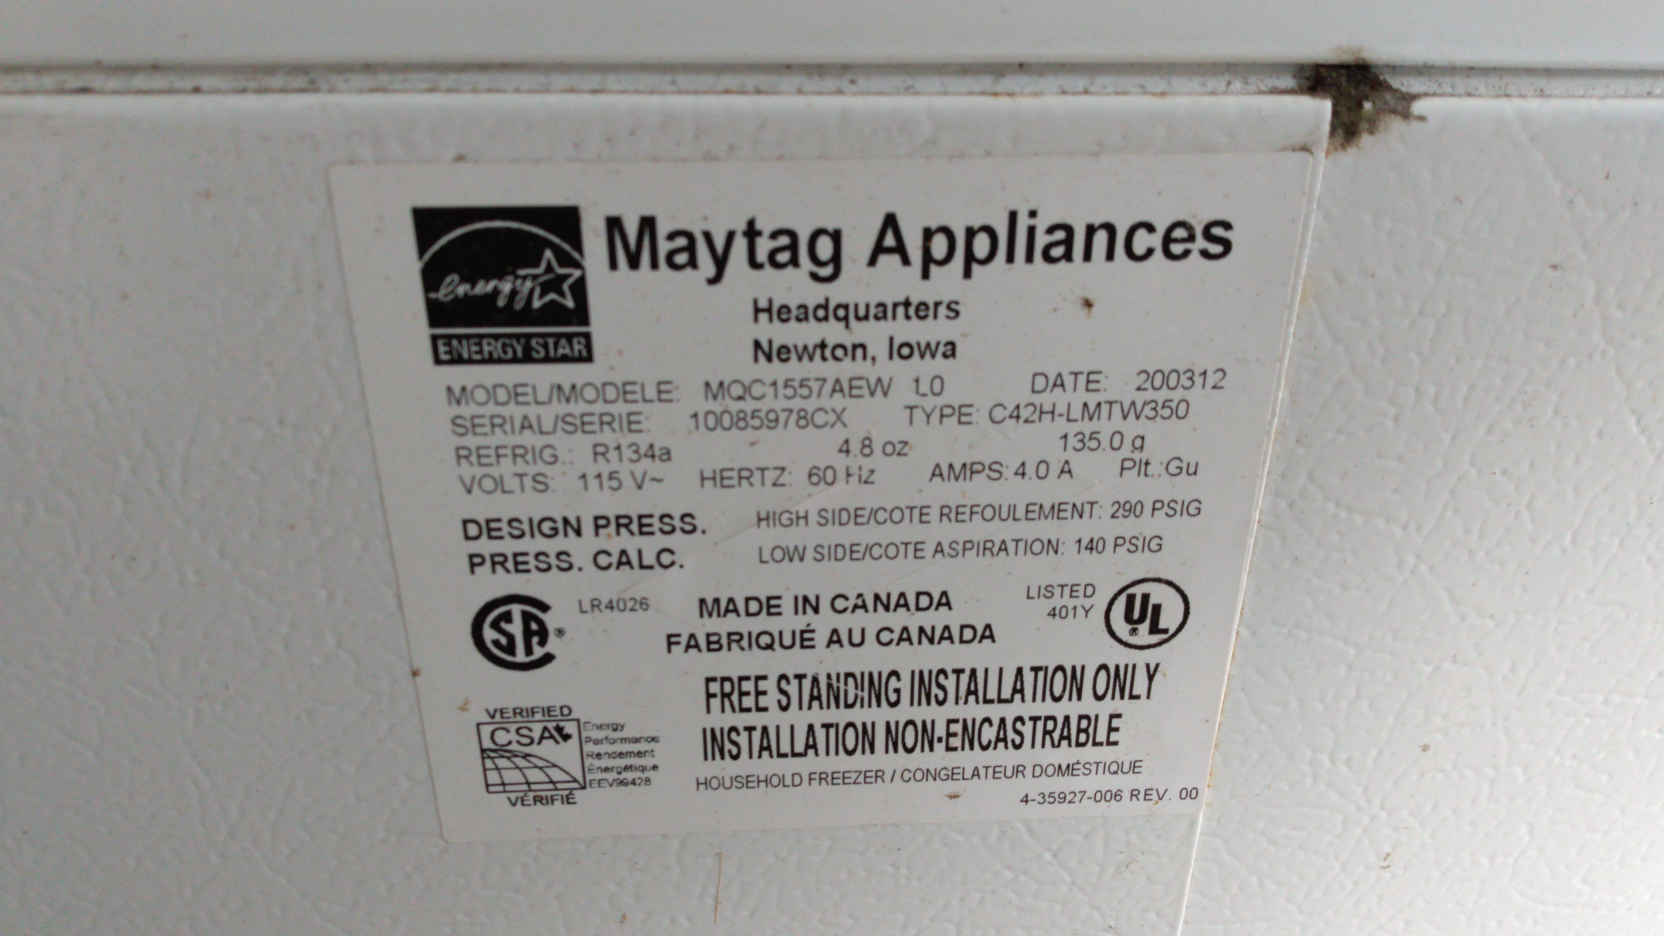 Maytag Appliances
Headquarters
Newton, Iowa
energy
ENERGY STAR
MODEL/MODELE: MQC1557AEW 1.0 DATE: 200312
SERIAL/SERIE: 10085978CX TYPE: C42H-LMTW350
REFRIG.: R134a 4.8 oz 135.0 g
VOLTS: 115 V~ HERTZ: 60 Hz AMPS: 4.0 A Plt.:Gu
DESIGN PRESS. HIGH SIDE/COTE REFOULEMENT: 290 PSIG
PRESS. CALC. LOW SIDE/COTE ASPIRATION: 140 PSIG
SA ® LR4026 MADE IN CANADA LISTED
401Y UL ®
FABRIQUÉ AU CANADA
FREE STANDING INSTALLATION ONLY
INSTALLATION NON-ENCASTRABLE
VERIFIED
CSA
Energy
Performance
Rendement
Énergétique
EEV99428
VÉRIFIÉ
HOUSEHOLD FREEZER / CONGELATEUR DOMÉSTIQUE
4-35927-006 REV. 00